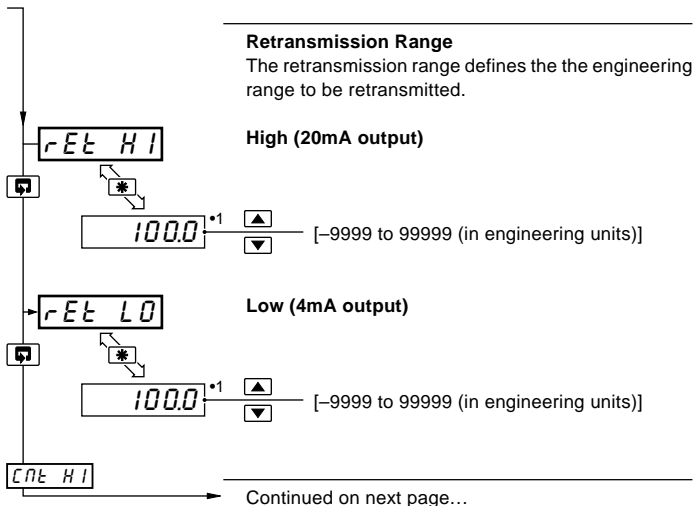 Retransmission Range
The retransmission range defines the the engineering
range to be retransmitted.
rEt HI
High (20mA output)
100.0 •1 [–9999 to 99999 (in engineering units)]
rEt LO
Low (4mA output)
100.0 •1 [–9999 to 99999 (in engineering units)]
Cnt HI
Continued on next page…